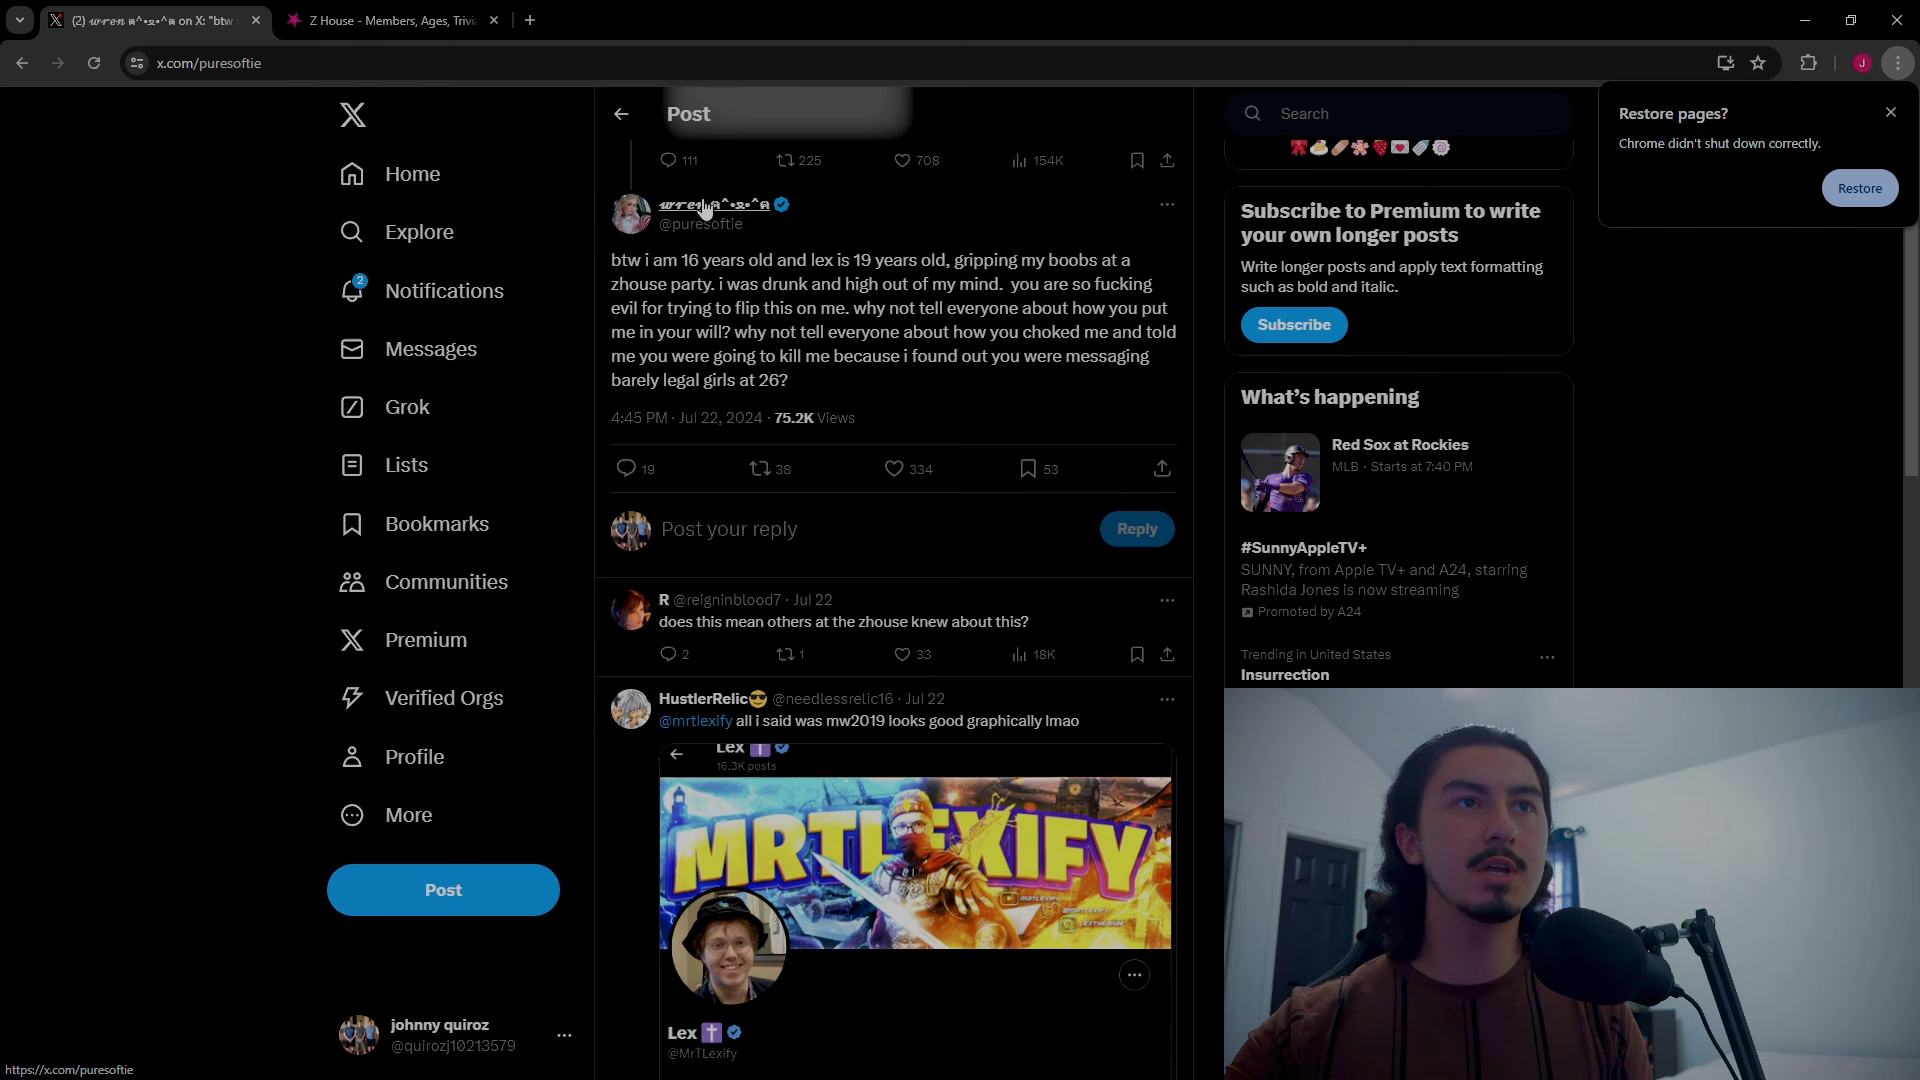 (2) 𝔀𝓻𝓮𝓷 ฅ^•ﻌ•^ฅ on X: "btw
Z House - Members, Ages, Trivi
x.com/puresoftie
J
Restore pages?
Chrome didn't shut down correctly.
Restore
Home
Explore
2
Notifications
Messages
Grok
Lists
Bookmarks
Communities
Premium
Verified Orgs
Profile
More
Post
johnny quiroz
@quirozj10213579
https://x.com/puresoftie
Post
111 225 708 154K
@puresoftie
btw i am 16 years old and lex is 19 years old, gripping my boobs at a
zhouse party. i was drunk and high out of my mind. you are so fucking
evil for trying to flip this on me. why not tell everyone about how you put
me in your will? why not tell everyone about how you choked me and told
me you were going to kill me because i found out you were messaging
barely legal girls at 26?
4:45 PM · Jul 22, 2024 · 75.2K Views
19 38 334 53
Post your reply
Reply
R @reigninblood7 · Jul 22
does this mean others at the zhouse knew about this?
2 1 33 18K
HustlerRelic😎 @needlessrelic16 · Jul 22
@mrtlexify all i said was mw2019 looks good graphically lmao
Lex ✝️
16.3K posts
MRTLEXIFY
Lex ✝️
@MrTLexify
Search
Subscribe to Premium to write
your own longer posts
Write longer posts and apply text formatting
such as bold and italic.
Subscribe
What's happening
Red Sox at Rockies
MLB · Starts at 7:40 PM
#SunnyAppleTV+
SUNNY, from Apple TV+ and A24, starring
Rashida Jones is now streaming
Promoted by A24
Trending in United States
Insurrection